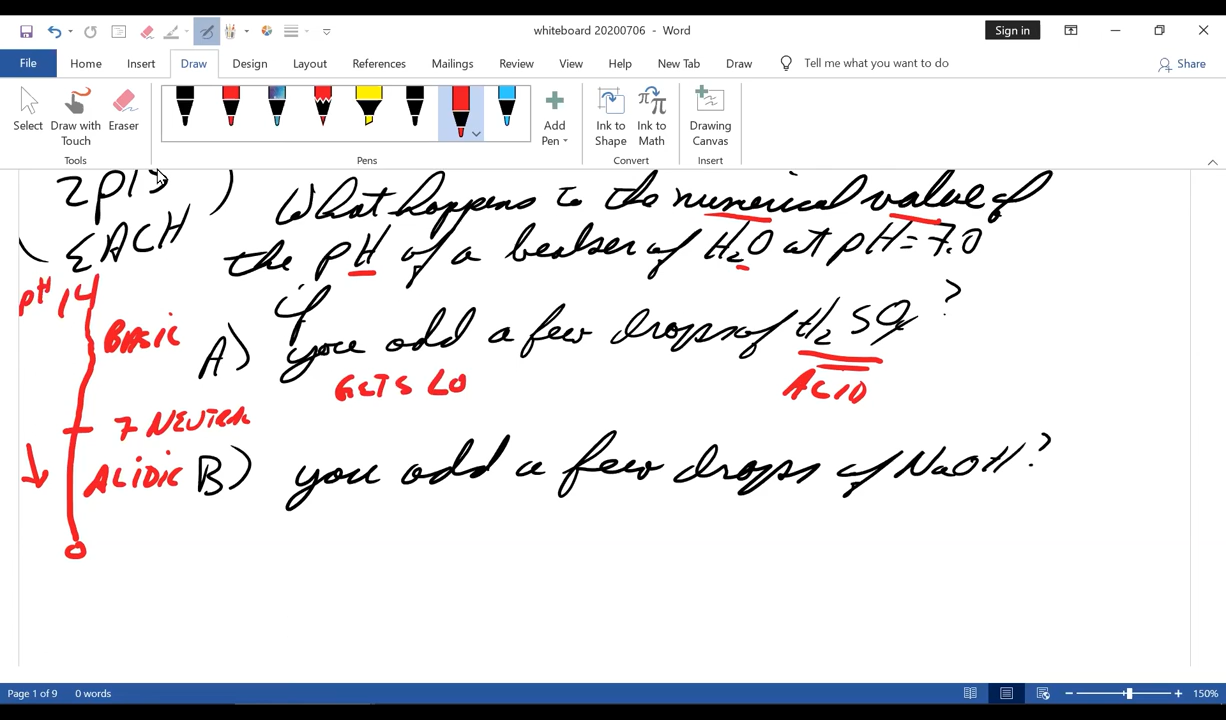 whiteboard 20200706 - Word
Sign in
File Home Insert Draw Design Layout References Mailings Review View Help New Tab Draw Tell me what you want to do Share
Select Draw with Touch Eraser Add Pen Ink to Shape Ink to Math Drawing Canvas
Tools Pens Convert Insert
2 pts ) What happens to the numerical value of
( EACH the pH of a beaker of H2O at pH = 7.0
pH 14 if
BASIC A) you add a few drops of H2SO4 ?
GETS LO ACID
7 NEUTRAL
ACIDIC B) you add a few drops of NaOH ?
0
Page 1 of 9 0 words 150%